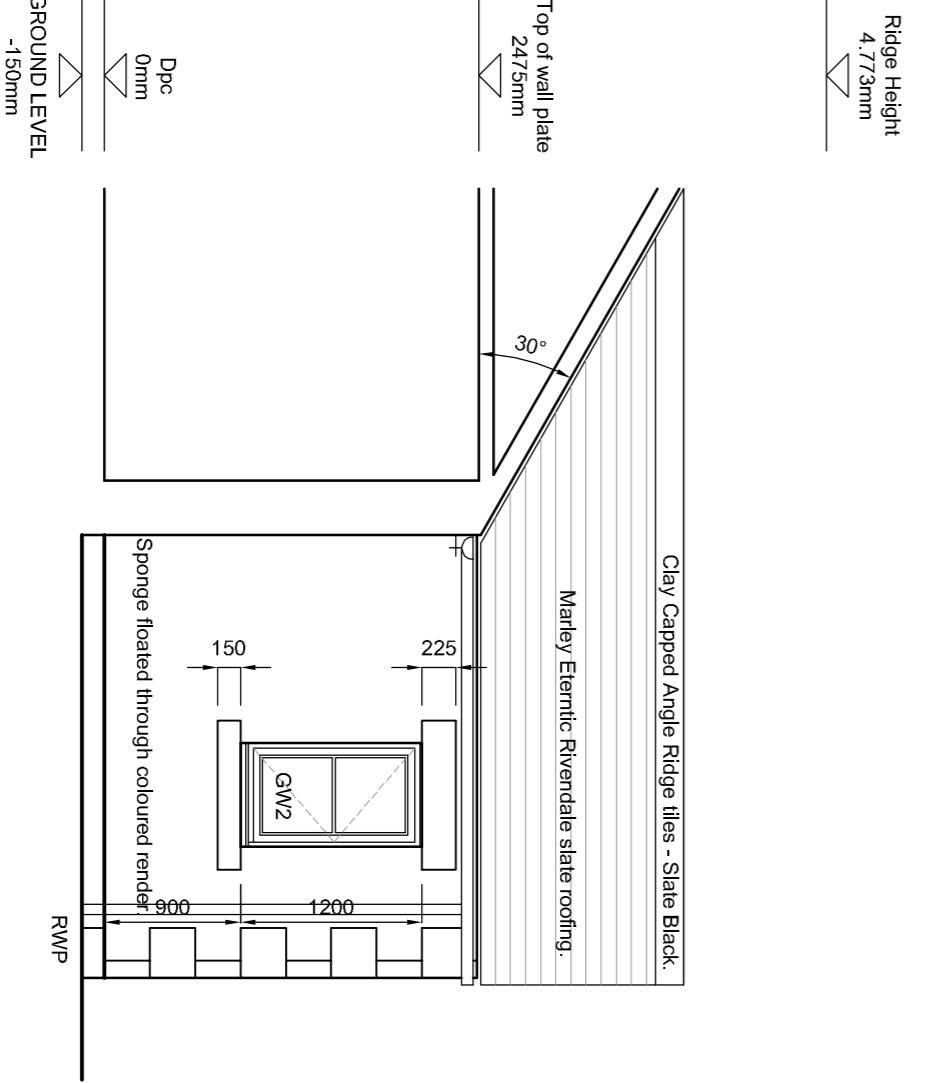 Ridge Height
4.773mm
Top of wall plate
2475mm
Dpc
0mm
GROUND LEVEL
-150mm
30°
Clay Capped Angle Ridge tiles - Slate Black.
Marley Eterntic Rivendale slate roofing.
225
150
GW2
Sponge floated through coloured render.
900
1200
RWP